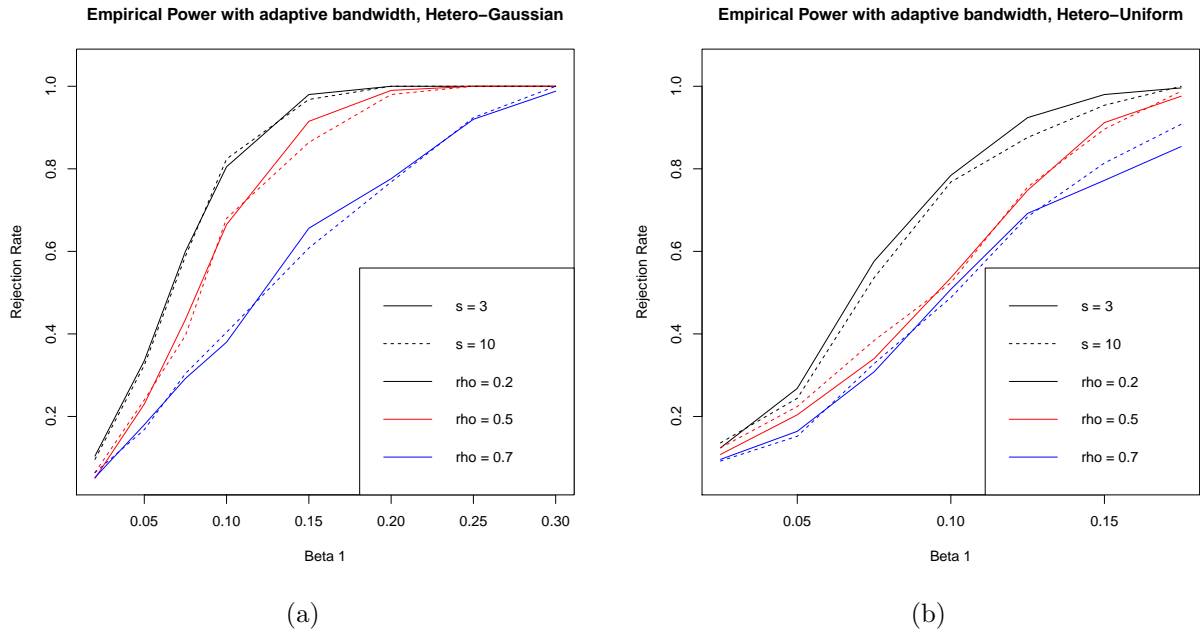 Empirical Power with adaptive bandwidth, Hetero−Gaussian
Rejection Rate
1.0
0.8
0.6
0.4
0.2
s = 3
s = 10
rho = 0.2
rho = 0.5
rho = 0.7
0.05 0.10 0.15 0.20 0.25 0.30
Beta 1
(a)
Empirical Power with adaptive bandwidth, Hetero−Uniform
Rejection Rate
1.0
0.8
0.6
0.4
0.2
s = 3
s = 10
rho = 0.2
rho = 0.5
rho = 0.7
0.05 0.10 0.15
Beta 1
(b)